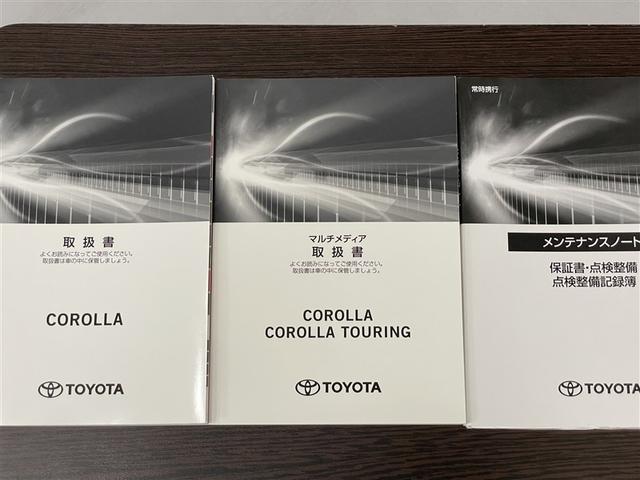 取扱書
よくお読みになってご使用ください。
取扱書は車の中に保管しましょう。
COROLLA
TOYOTA
マルチメディア
取扱書
よくお読みになってご使用ください。
取扱書は車の中に保管しましょう。
COROLLA
COROLLA TOURING
TOYOTA
常時携行
メンテナンスノート
保証書・点検整備
点検整備記録簿
TOYOTA